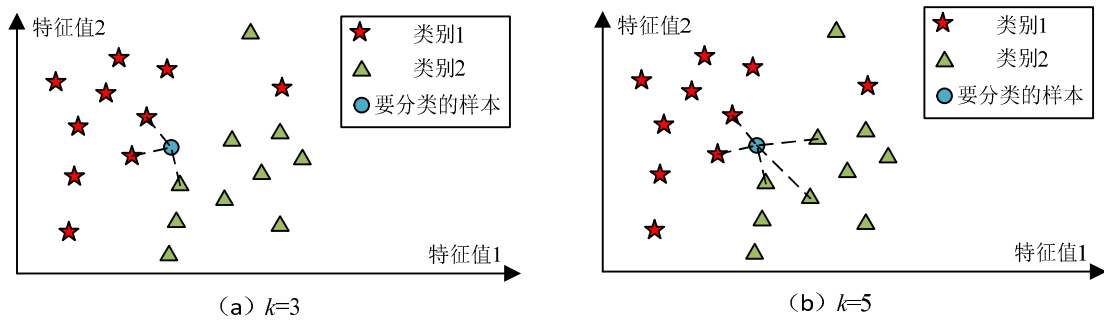 特征值2
类别1
类别2
要分类的样本
特征值1
(a) k=3
特征值2
类别1
类别2
要分类的样本
特征值1
(b) k=5